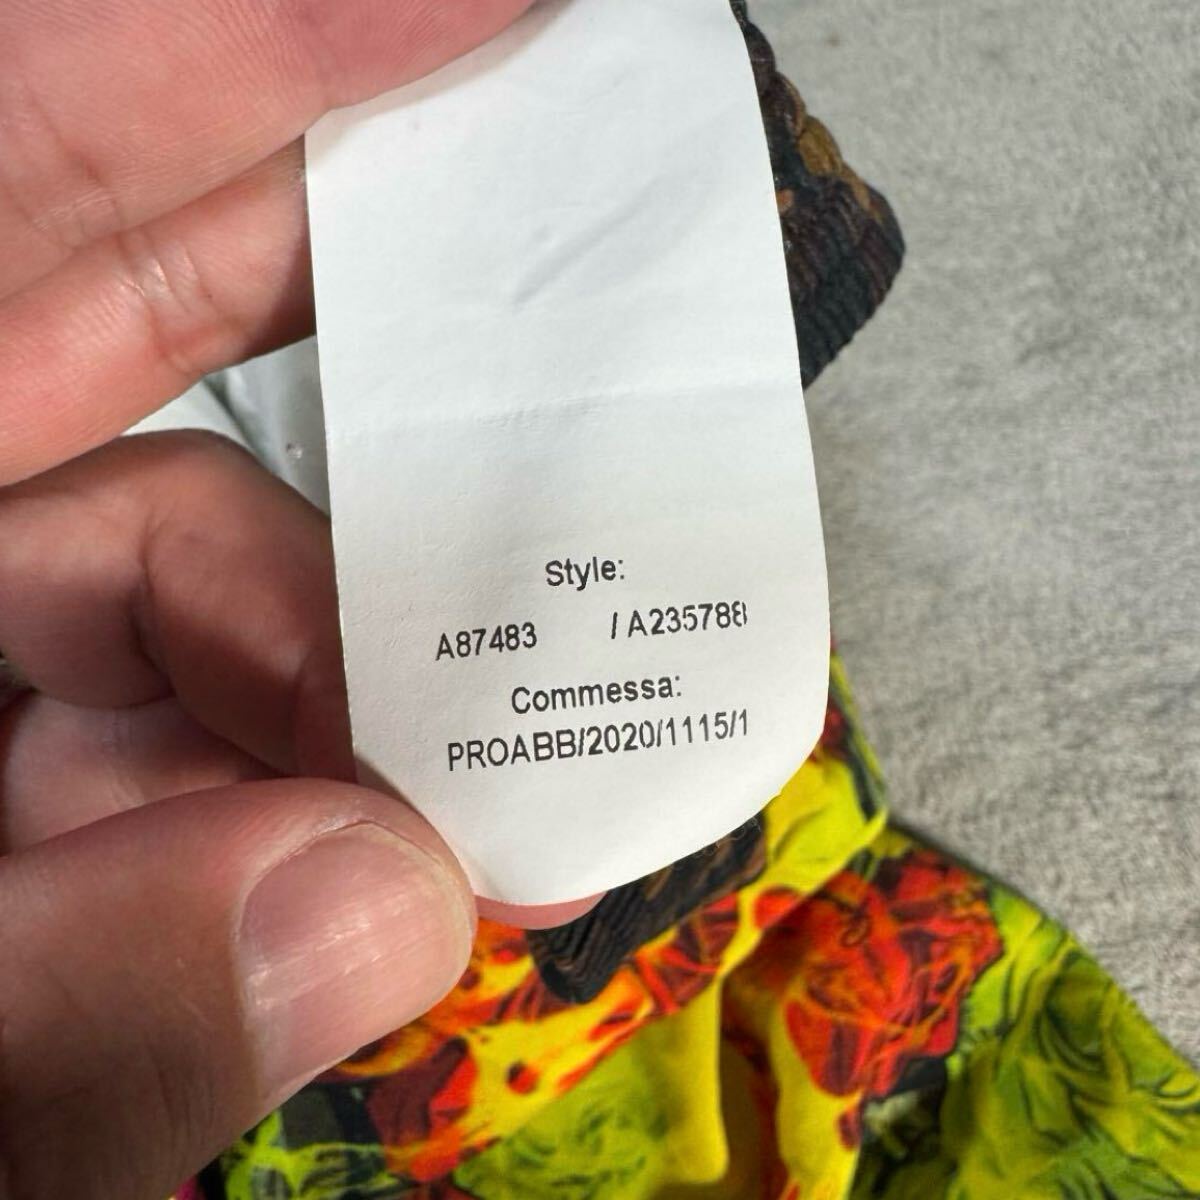 Style:
A87483 / A235788
Commessa:
PROABB/2020/1115/1